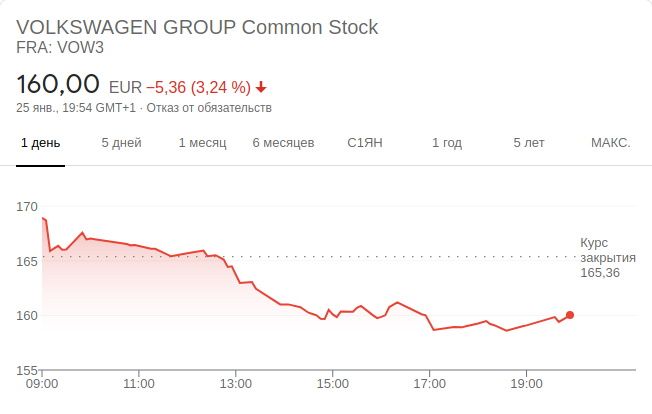 VOLKSWAGEN GROUP Common Stock
FRA: VOW3
160,00 EUR −5,36 (3,24 %)
25 янв., 19:54 GMT+1 · Отказ от обязательств
1 день 5 дней 1 месяц 6 месяцев С1ЯН 1 год 5 лет МАКС.
170
165
160
155
Курс
закрытия
165,36
09:00 11:00 13:00 15:00 17:00 19:00